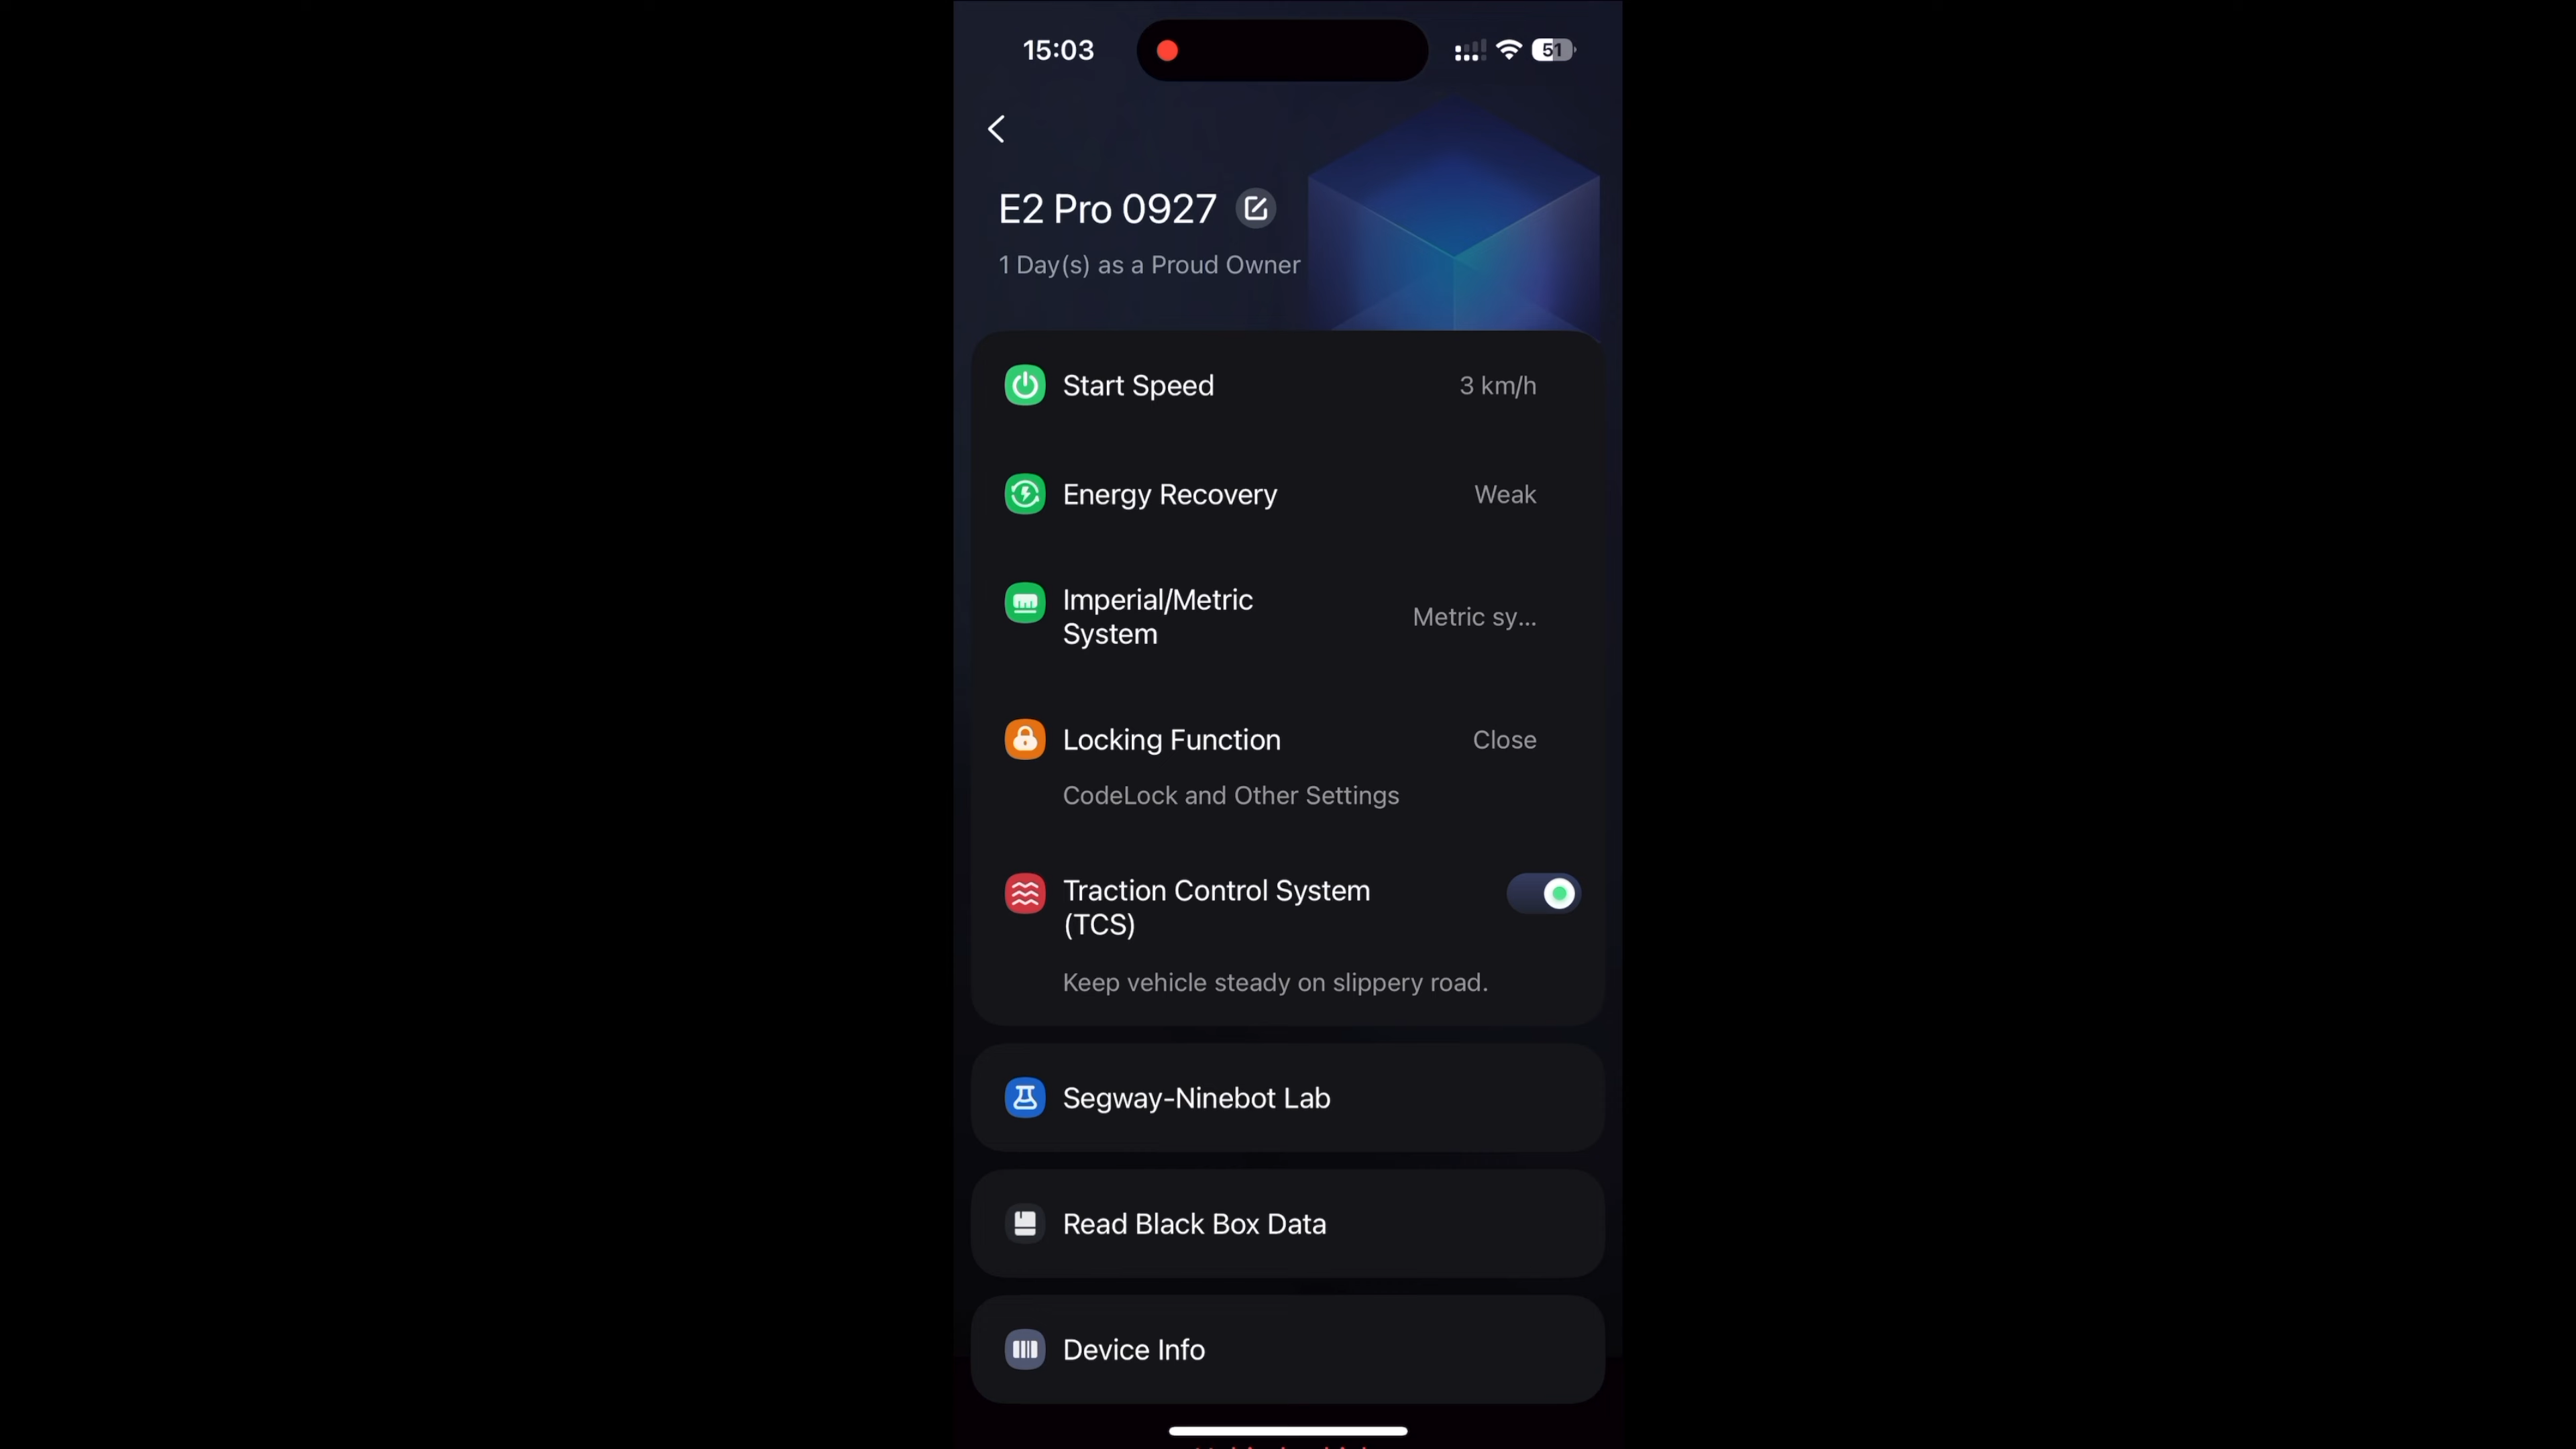 15:03
51
E2 Pro 0927
1 Day(s) as a Proud Owner
Start Speed
3 km/h
Energy Recovery
Weak
Imperial/Metric
System
Metric sy...
Locking Function
Close
CodeLock and Other Settings
Traction Control System
(TCS)
Keep vehicle steady on slippery road.
Segway-Ninebot Lab
Read Black Box Data
Device Info